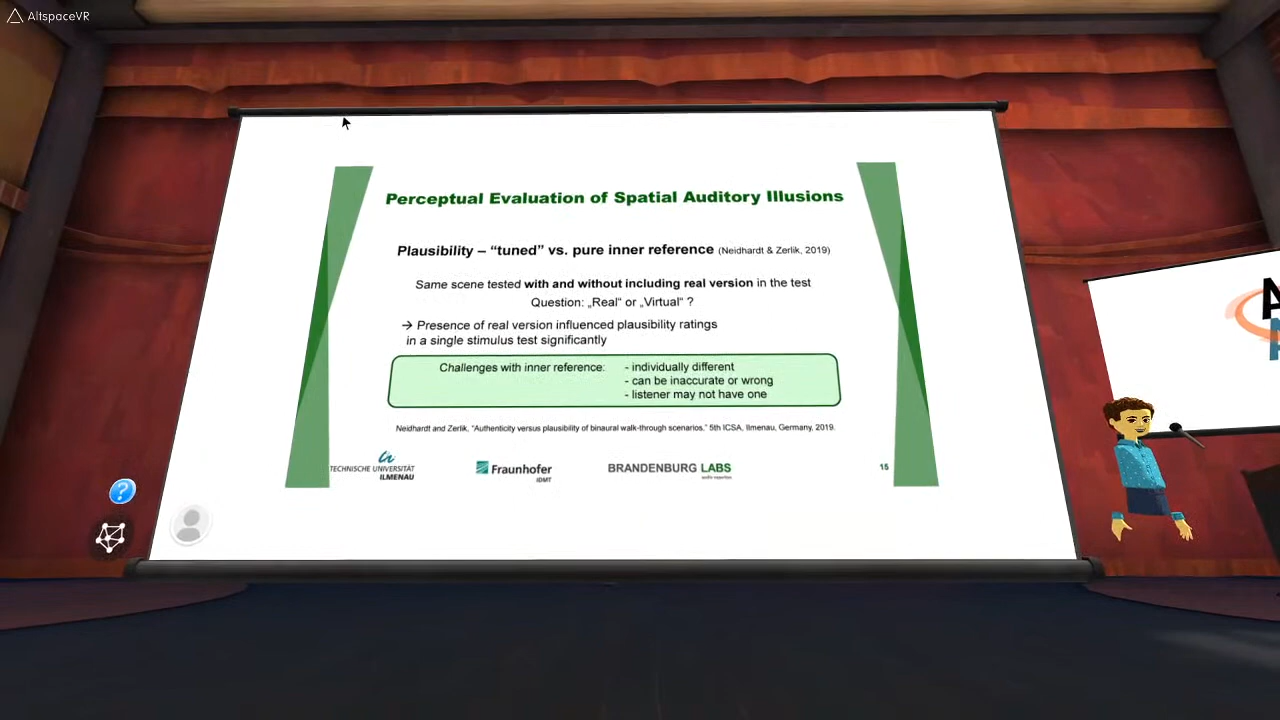 AltspaceVR
Perceptual Evaluation of Spatial Auditory Illusions
Plausibility – “tuned” vs. pure inner reference (Neidhardt & Zerlik, 2019)
Same scene tested with and without including real version in the test
Question: „Real“ or „Virtual“ ?
→ Presence of real version influenced plausibility ratings
in a single stimulus test significantly
Challenges with inner reference: - individually different
- can be inaccurate or wrong
- listener may not have one
Neidhardt and Zerlik, “Authenticity versus plausibility of binaural walk-through scenarios,” 5th ICSA, Ilmenau, Germany, 2019.
TECHNISCHE UNIVERSITÄT
ILMENAU
Fraunhofer
IDMT
BRANDENBURG LABS
15
?